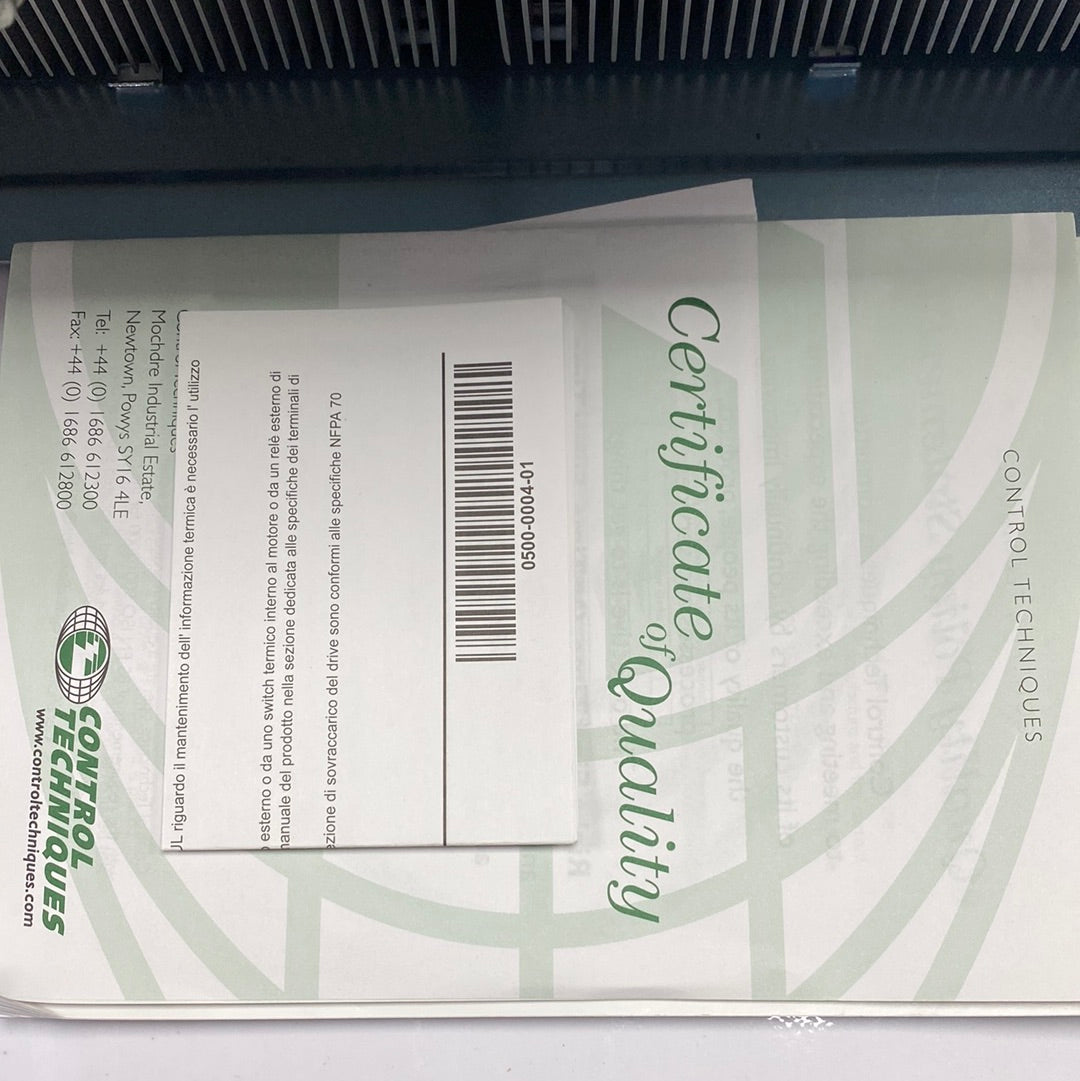 CONTROL TECHNIQUES
Certificate
of Quality
Mochdre Industrial Estate,
Newtown, Powys SY16 4LE
Tel: +44 (0) 1686 612300
Fax: +44 (0) 1686 612800
CONTROL
TECHNIQUES
www.controltechniques.com
UL riguardo il mantenimento dell' informazione termica è necessario l' utilizzo
esterno o da uno switch termico interno al motore o da un relè esterno di
manuale del prodotto nella sezione dedicata alle specifiche dei terminali di
ezione di sovraccarico del drive sono conformi alle specifiche NFPA 70
0500-0004-01